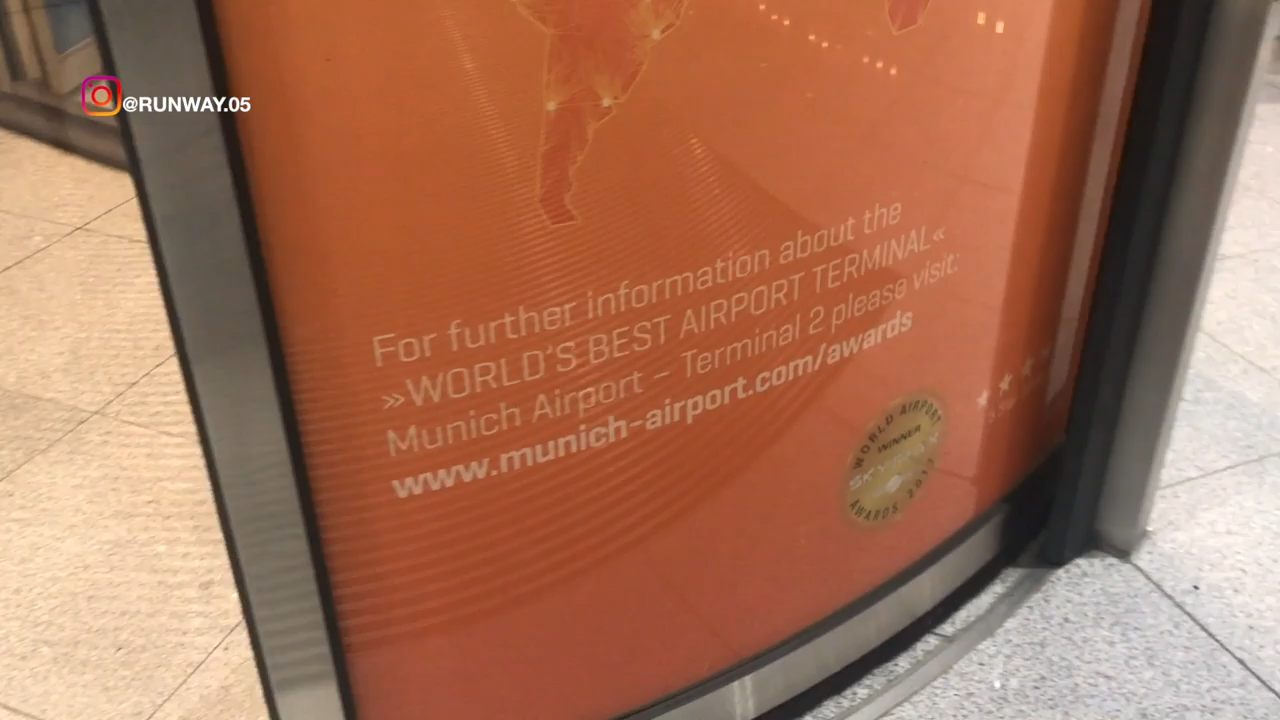 @RUNWAY.05
For further information about the
»WORLD'S BEST AIRPORT TERMINAL«
Munich Airport – Terminal 2 please visit:
www.munich-airport.com/awards
WORLD AIRPORT
WINNER
SKYTRAX
AWARDS